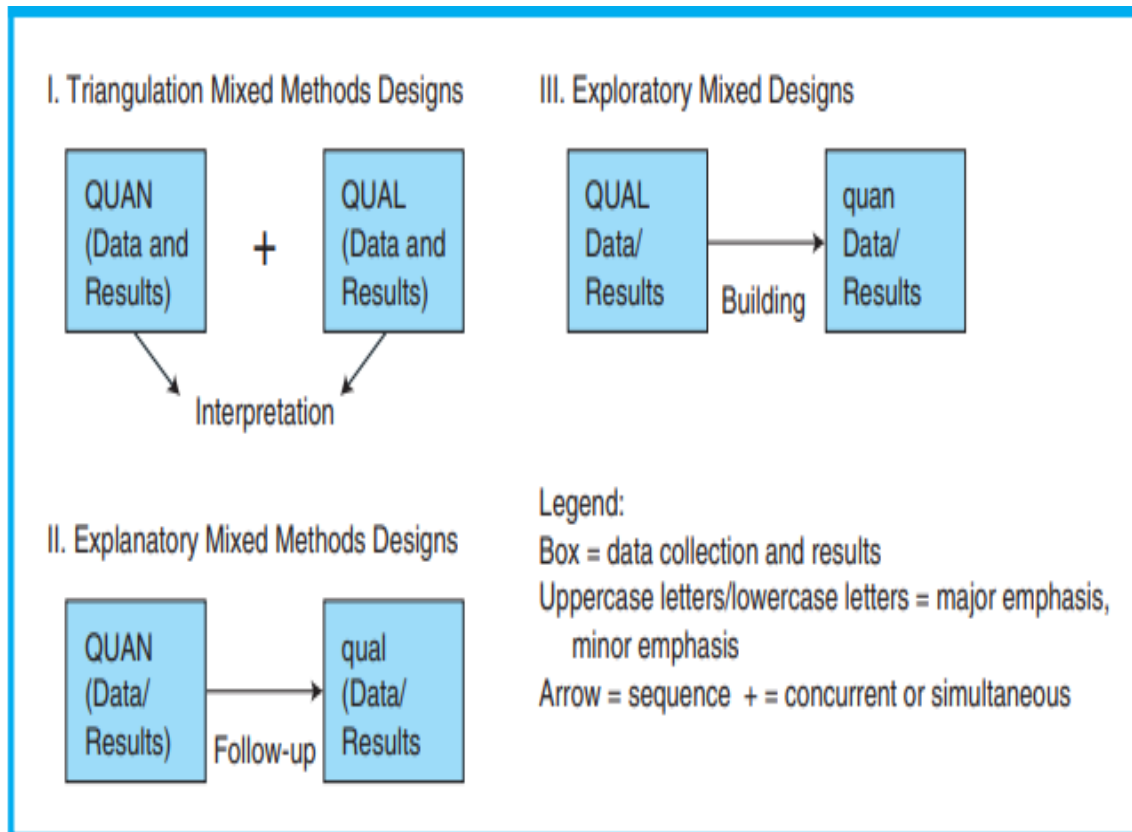 I. Triangulation Mixed Methods Designs
QUAN
(Data and
Results)
+
QUAL
(Data and
Results)
Interpretation
II. Explanatory Mixed Methods Designs
QUAN
(Data/
Results)
Follow-up
qual
(Data/
Results
III. Exploratory Mixed Designs
QUAL
Data/
Results
Building
quan
Data/
Results
Legend:
Box = data collection and results
Uppercase letters/lowercase letters = major emphasis,
minor emphasis
Arrow = sequence + = concurrent or simultaneous